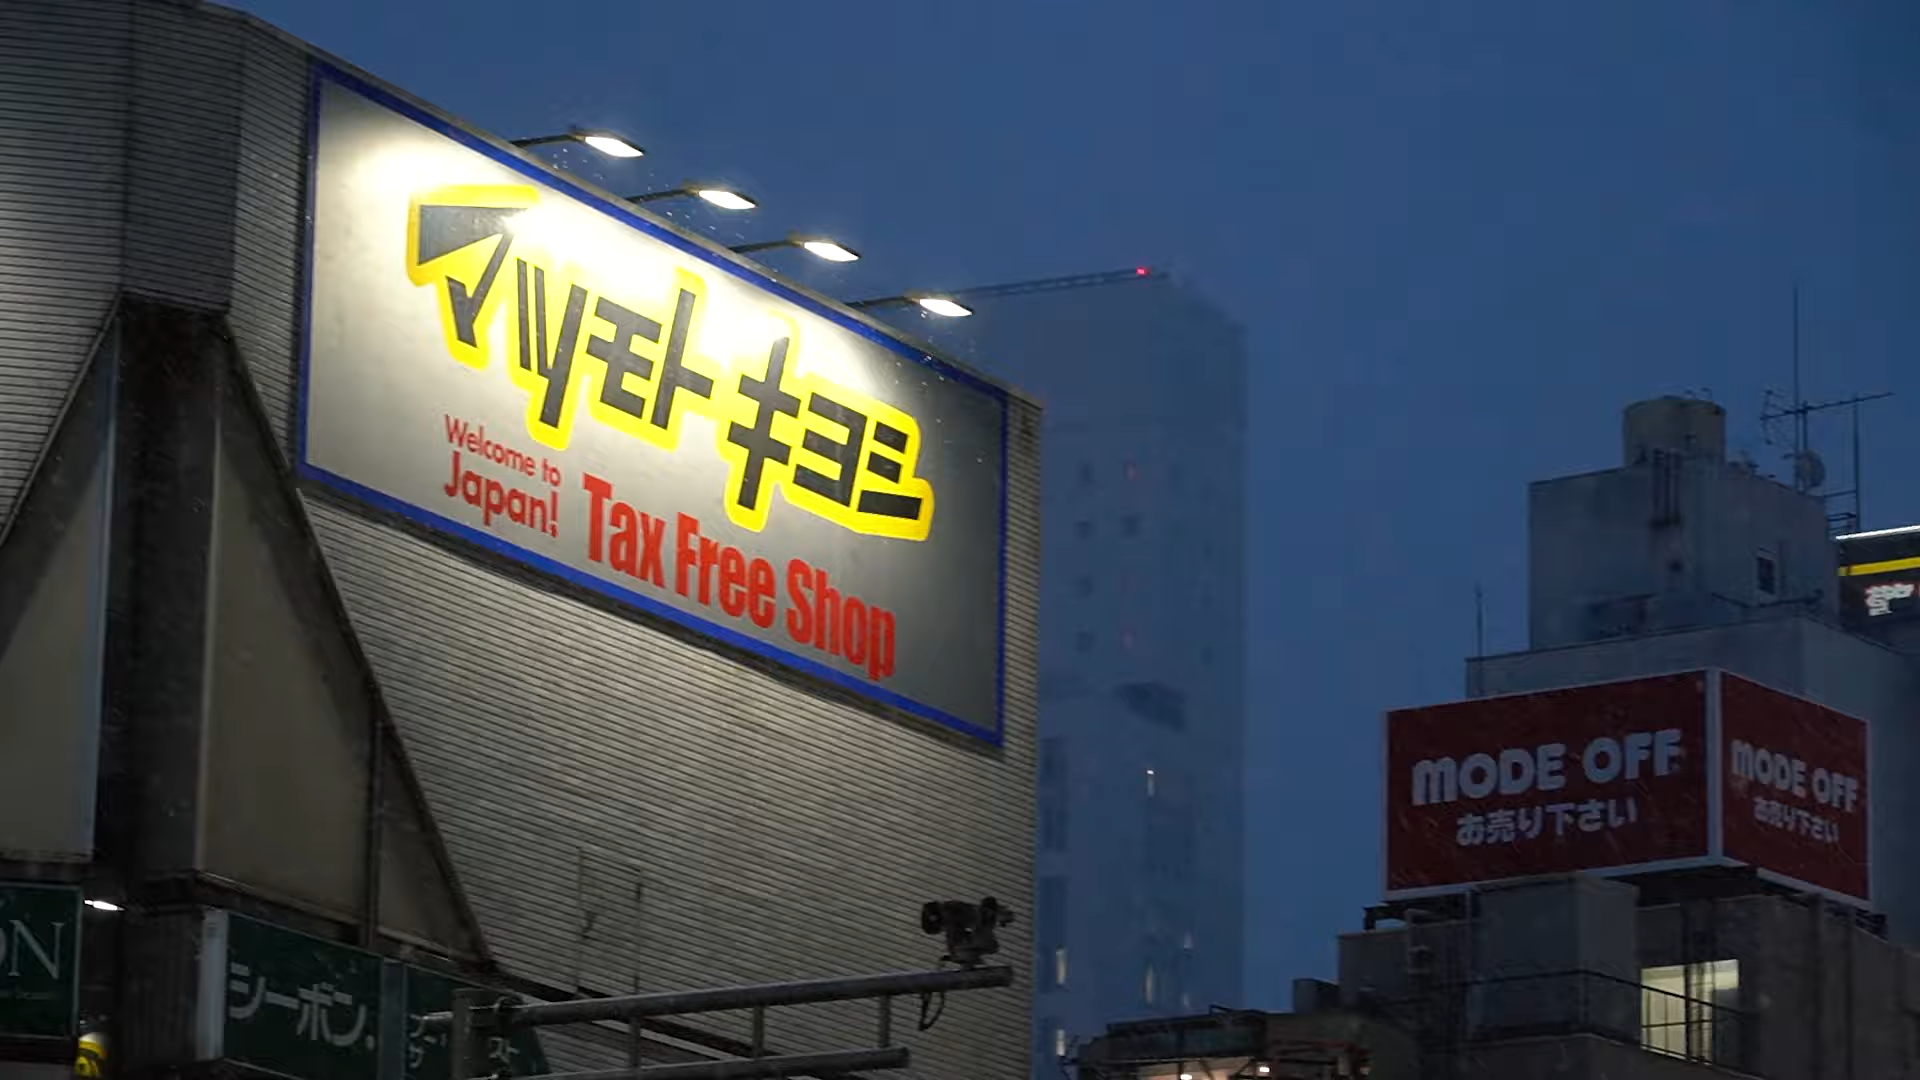 マツモトキヨシ
Welcome to
Japan!
Tax Free Shop
MODE OFF
お売り下さい
MODE OFF
お売り下さい
シーボン.